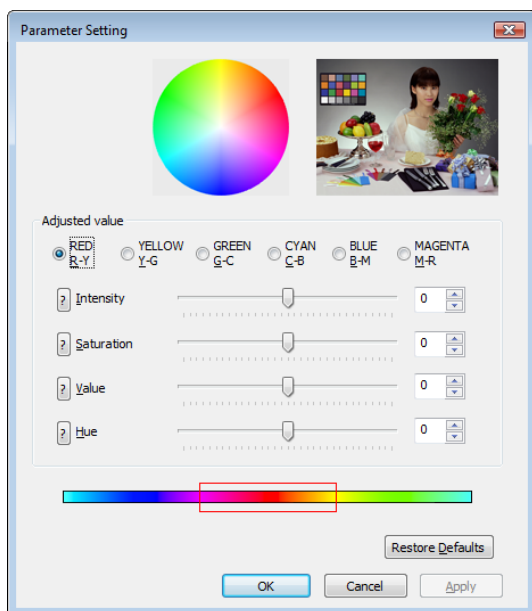 Parameter Setting
Adjusted value
RED YELLOW GREEN CYAN BLUE MAGENTA
R-Y Y-G G-C C-B B-M M-R
? Intensity 0
? Saturation 0
? Value 0
? Hue 0
Restore Defaults
OK Cancel Apply